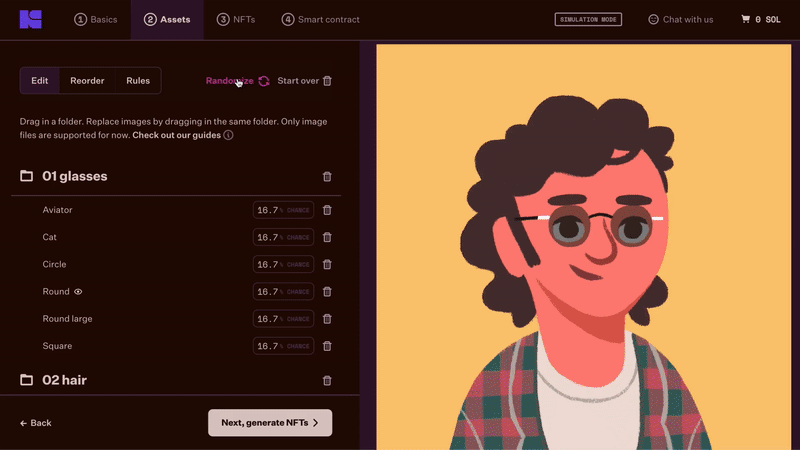 1 Basics
2 Assets
3 NFTs
4 Smart contract
SIMULATION MODE
Chat with us
0 SOL
Edit
Reorder
Rules
Randomize
Start over
Drag in a folder. Replace images by dragging in the same folder. Only image
files are supported for now. Check out our guides
01 glasses
Aviator
16.7 % CHANCE
Cat
16.7 % CHANCE
Circle
16.7 % CHANCE
Round
16.7 % CHANCE
Round large
16.7 % CHANCE
Square
16.7 % CHANCE
02 hair
Back
Next, generate NFTs